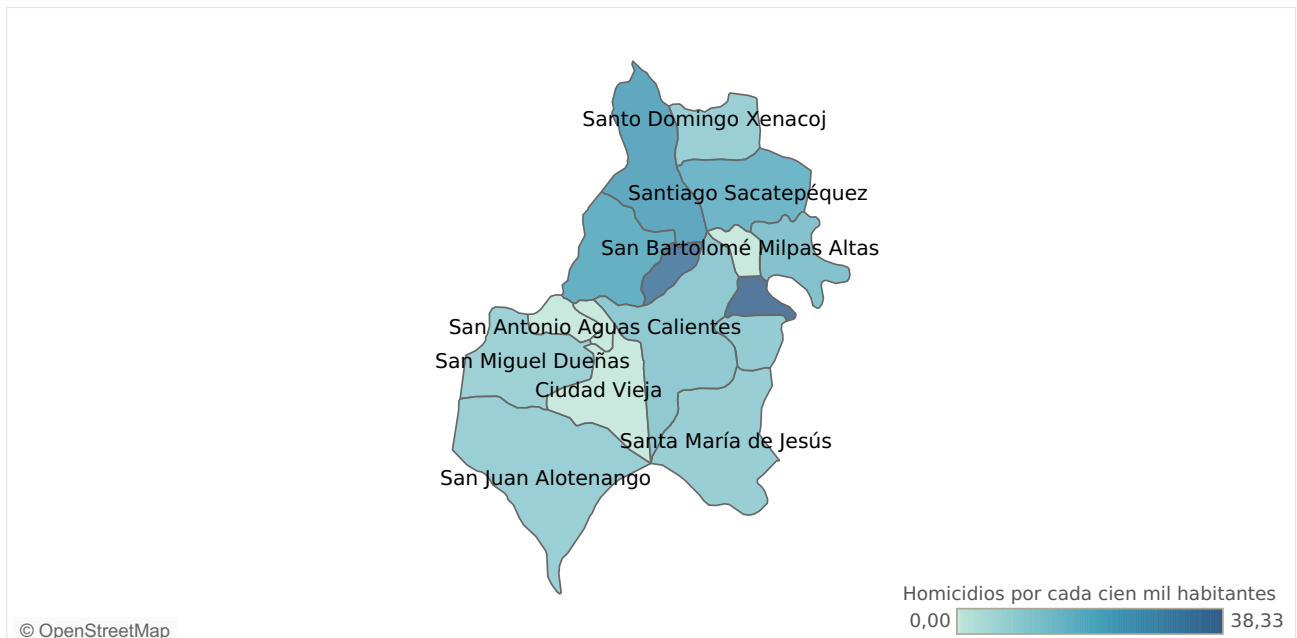 Santo Domingo Xenacoj
Santiago Sacatepéquez
San Bartolomé Milpas Altas
San Antonio Aguas Calientes
San Miguel Dueñas
Ciudad Vieja
Santa María de Jesús
San Juan Alotenango
Homicidios por cada cien mil habitantes
0,00 38,33
© OpenStreetMap